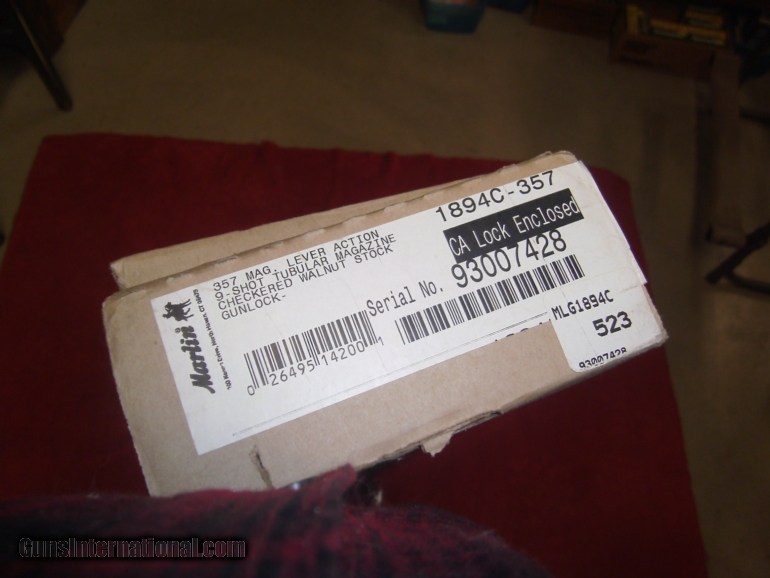 1894C-357
CA Lock Enclosed
357 MAG. LEVER ACTION
9-SHOT TUBULAR MAGAZINE
CHECKERED WALNUT STOCK
GUNLOCK-
Serial No. 93007428
Marlin
0 26495 14200 1
MLG1894C
523
93007428
GunsInternational.com